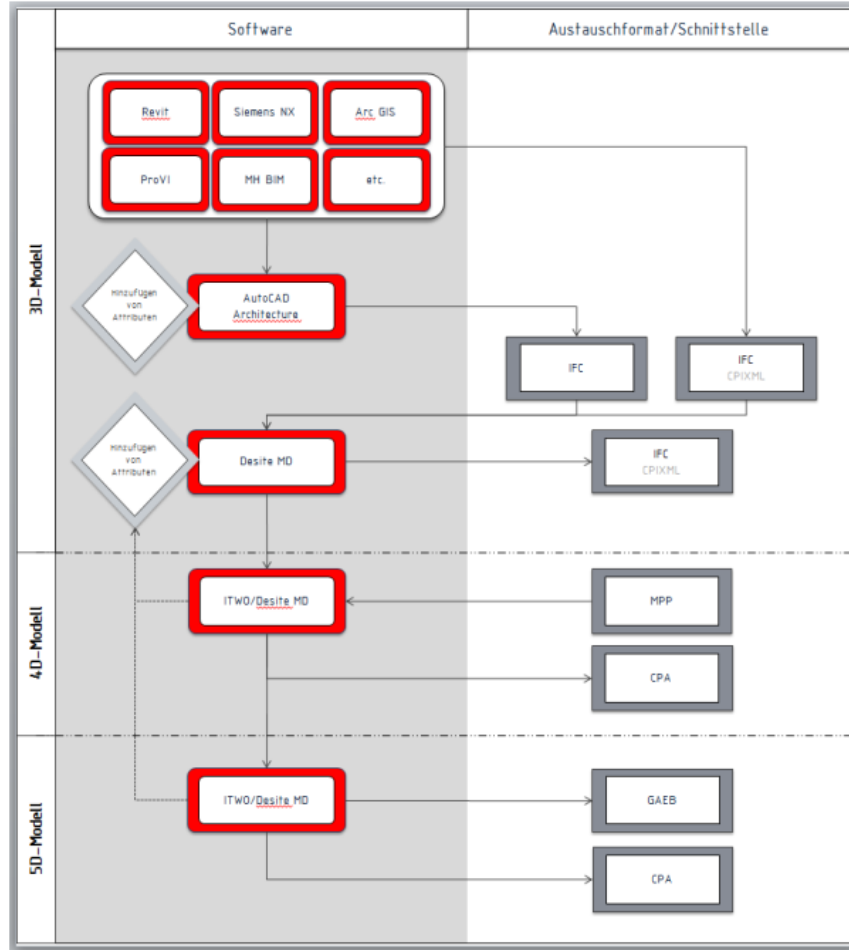 Software
Austauschformat/Schnittstelle
3D-Modell
Revit
Siemens NX
Arc GIS
ProVI
MH BIM
etc.
Hinzufügen
von
Attributen
AutoCAD
Architecture
IFC
IFC
CPIXML
Hinzufügen
von
Attributen
Desite MD
IFC
CPIXML
4D-Modell
ITWO/Desite MD
MPP
CPA
5D-Modell
ITWO/Desite MD
GAEB
CPA